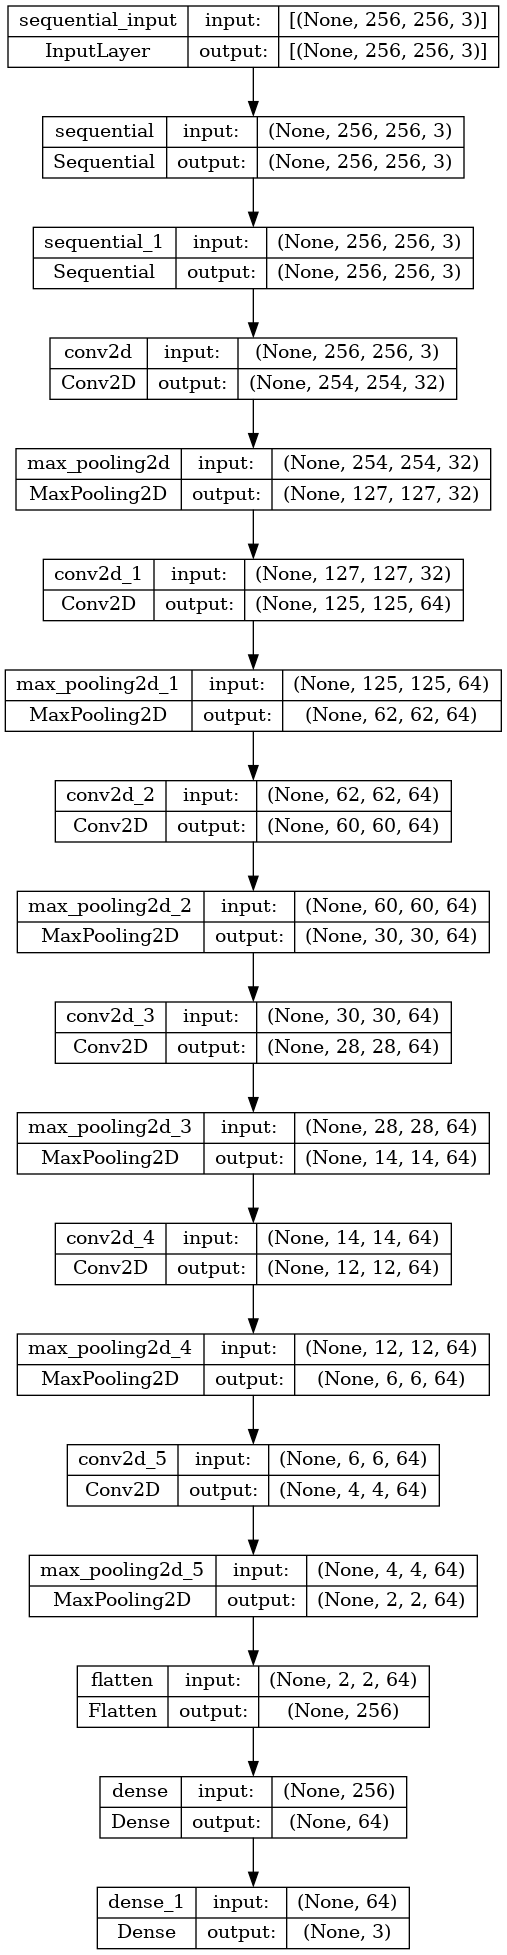 sequential_input input: [(None, 256, 256, 3)]
InputLayer output: [(None, 256, 256, 3)]
sequential input: (None, 256, 256, 3)
Sequential output: (None, 256, 256, 3)
sequential_1 input: (None, 256, 256, 3)
Sequential output: (None, 256, 256, 3)
conv2d input: (None, 256, 256, 3)
Conv2D output: (None, 254, 254, 32)
max_pooling2d input: (None, 254, 254, 32)
MaxPooling2D output: (None, 127, 127, 32)
conv2d_1 input: (None, 127, 127, 32)
Conv2D output: (None, 125, 125, 64)
max_pooling2d_1 input: (None, 125, 125, 64)
MaxPooling2D output: (None, 62, 62, 64)
conv2d_2 input: (None, 62, 62, 64)
Conv2D output: (None, 60, 60, 64)
max_pooling2d_2 input: (None, 60, 60, 64)
MaxPooling2D output: (None, 30, 30, 64)
conv2d_3 input: (None, 30, 30, 64)
Conv2D output: (None, 28, 28, 64)
max_pooling2d_3 input: (None, 28, 28, 64)
MaxPooling2D output: (None, 14, 14, 64)
conv2d_4 input: (None, 14, 14, 64)
Conv2D output: (None, 12, 12, 64)
max_pooling2d_4 input: (None, 12, 12, 64)
MaxPooling2D output: (None, 6, 6, 64)
conv2d_5 input: (None, 6, 6, 64)
Conv2D output: (None, 4, 4, 64)
max_pooling2d_5 input: (None, 4, 4, 64)
MaxPooling2D output: (None, 2, 2, 64)
flatten input: (None, 2, 2, 64)
Flatten output: (None, 256)
dense input: (None, 256)
Dense output: (None, 64)
dense_1 input: (None, 64)
Dense output: (None, 3)